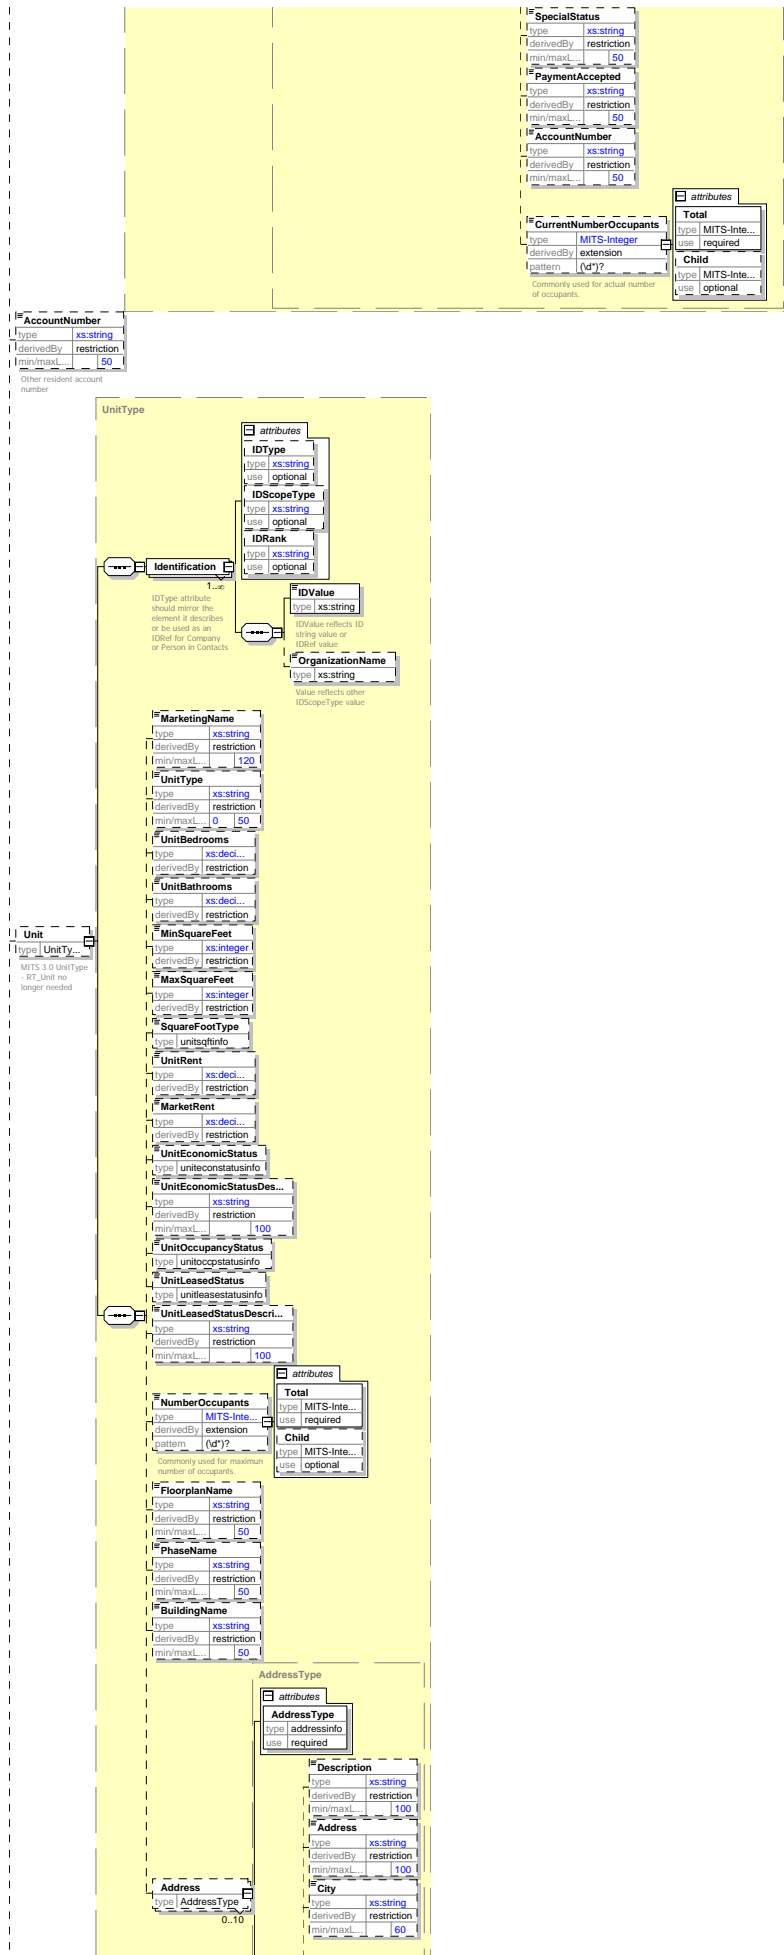 SpecialStatus
type xs:string
derivedBy restriction
min/maxL... 50
PaymentAccepted
type xs:string
derivedBy restriction
min/maxL... 50
AccountNumber
type xs:string
derivedBy restriction
min/maxL... 50
attributes
Total
type MITS-Inte...
use required
Child
type MITS-Inte...
use optional
CurrentNumberOccupants
type MITS-Integer
derivedBy extension
pattern (\d*)?
Commonly used for actual number
of occupants.
AccountNumber
type xs:string
derivedBy restriction
min/maxL... 50
Other resident account
number
UnitType
attributes
IDType
type xs:string
use optional
IDScopeType
type xs:string
use optional
IDRank
type xs:string
use optional
Identification
1..∞
IDType attribute
should mirror the
element it describes
or be used as an
IDRef for Company
or Person in Contacts
IDValue
type xs:string
IDValue reflects ID
string value or
IDRef value
OrganizationName
type xs:string
Value reflects other
IDScopeType value
MarketingName
type xs:string
derivedBy restriction
min/maxL... 120
UnitType
type xs:string
derivedBy restriction
min/maxL... 0 50
UnitBedrooms
type xs:deci...
derivedBy restriction
UnitBathrooms
type xs:deci...
derivedBy restriction
Unit
type UnitTy...
MITS 3.0 UnitType
- RT_Unit no
longer needed
MinSquareFeet
type xs:integer
derivedBy restriction
MaxSquareFeet
type xs:integer
derivedBy restriction
SquareFootType
type unitsqftinfo
UnitRent
type xs:deci...
derivedBy restriction
MarketRent
type xs:deci...
derivedBy restriction
UnitEconomicStatus
type uniteconstatusinfo
UnitEconomicStatusDes...
type xs:string
derivedBy restriction
min/maxL... 100
UnitOccupancyStatus
type unitoccpstatusinfo
UnitLeasedStatus
type unitleasestatusinfo
UnitLeasedStatusDescri...
type xs:string
derivedBy restriction
min/maxL... 100
attributes
Total
type MITS-Inte...
use required
Child
type MITS-Inte...
use optional
NumberOccupants
type MITS-Inte...
derivedBy extension
pattern (\d*)?
Commonly used for maximun
number of occupants.
FloorplanName
type xs:string
derivedBy restriction
min/maxL... 50
PhaseName
type xs:string
derivedBy restriction
min/maxL... 50
BuildingName
type xs:string
derivedBy restriction
min/maxL... 50
AddressType
attributes
AddressType
type addressinfo
use required
Description
type xs:string
derivedBy restriction
min/maxL... 100
Address
type xs:string
derivedBy restriction
min/maxL... 100
Address
type AddressType
0..10
City
type xs:string
derivedBy restriction
min/maxL... 60